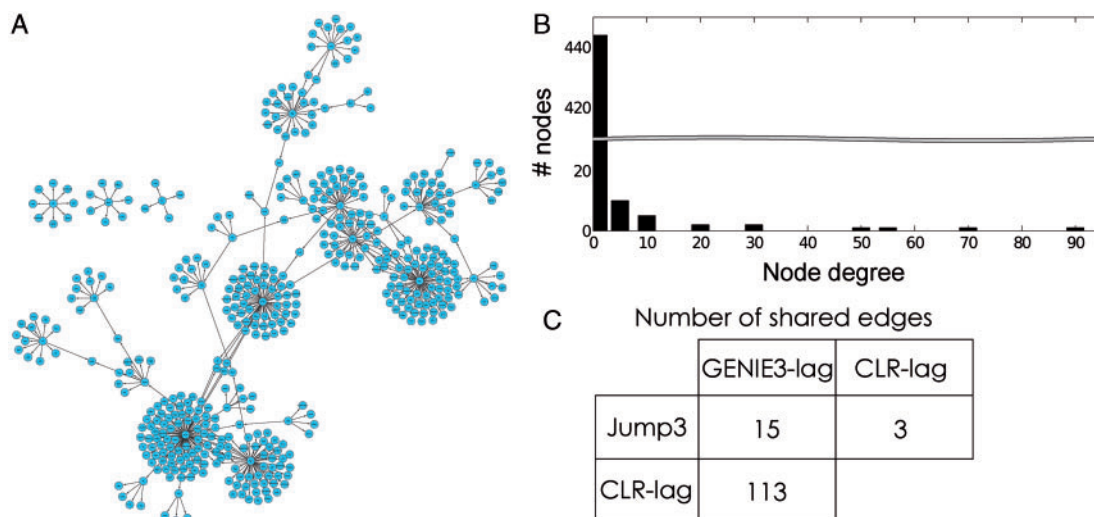 A
B
440
420
20
0
# nodes
0 10 20 30 40 50 60 70 80 90
Node degree
C Number of shared edges
GENIE3-lag CLR-lag
Jump3 15 3
CLR-lag 113